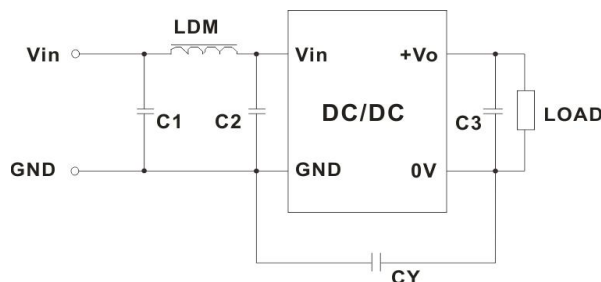 LDM
Vin
Vin
+Vo
C1
C2
DC/DC
C3
LOAD
GND
GND
0V
CY